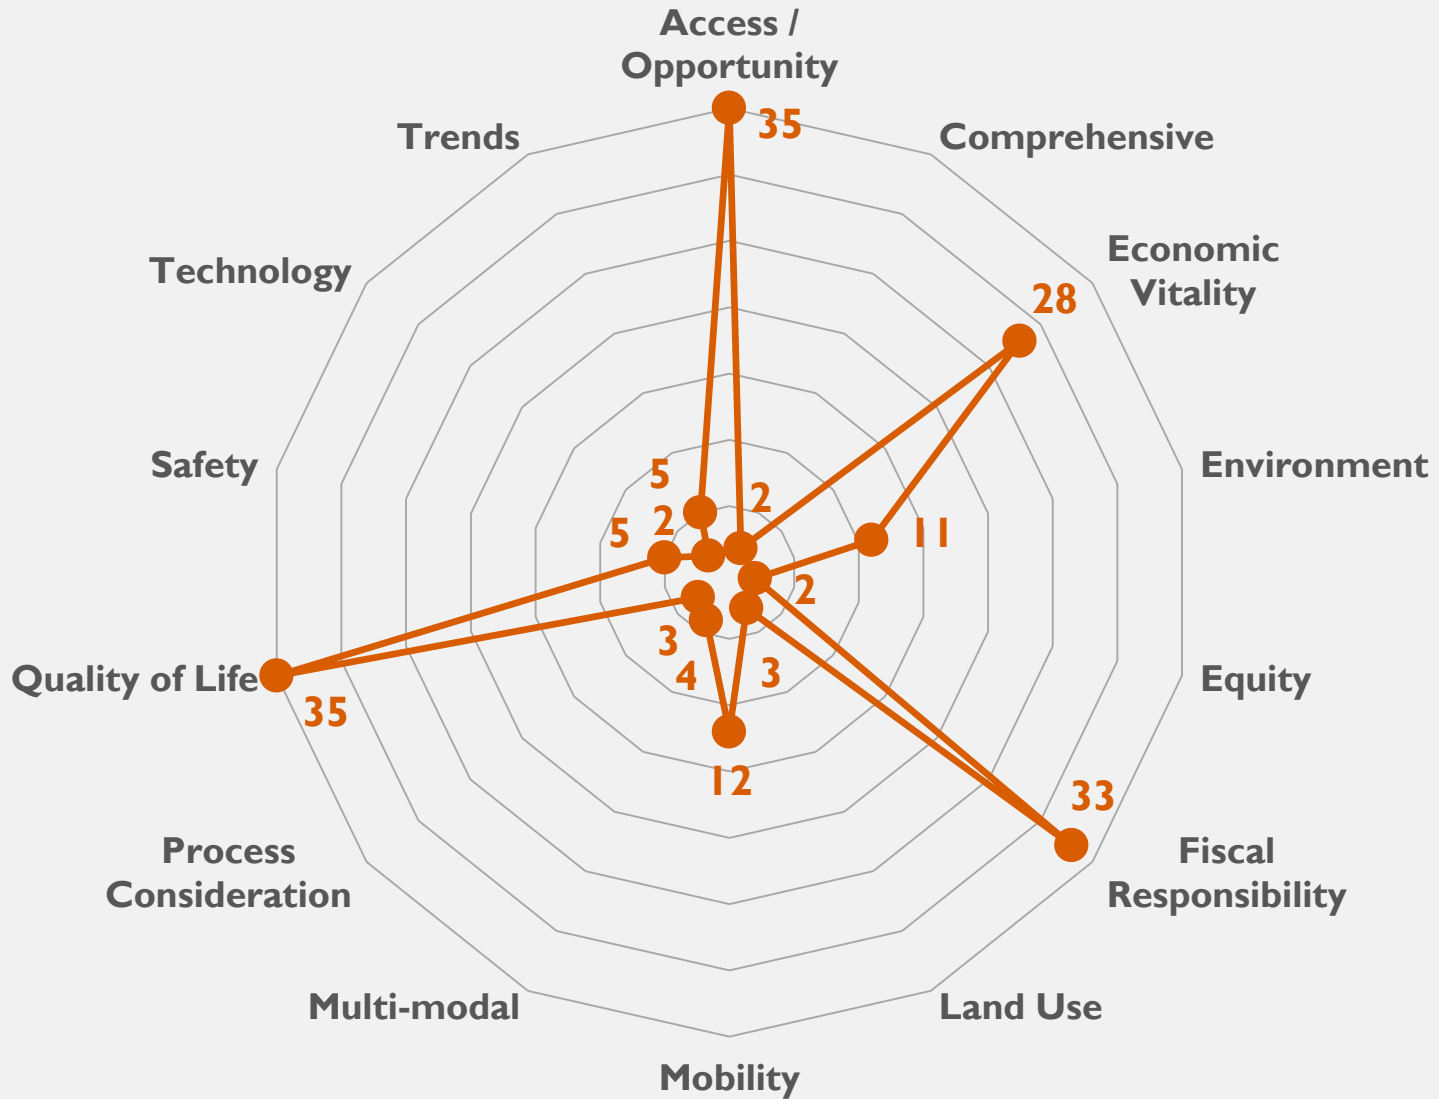 Access /
Opportunity
35
Comprehensive
Trends
Economic
Vitality
28
Technology
Safety
Environment
5
2
5
2
11
2
Quality of Life
35
3
4
3
Equity
12
33
Process
Consideration
Fiscal
Responsibility
Multi-modal
Land Use
Mobility